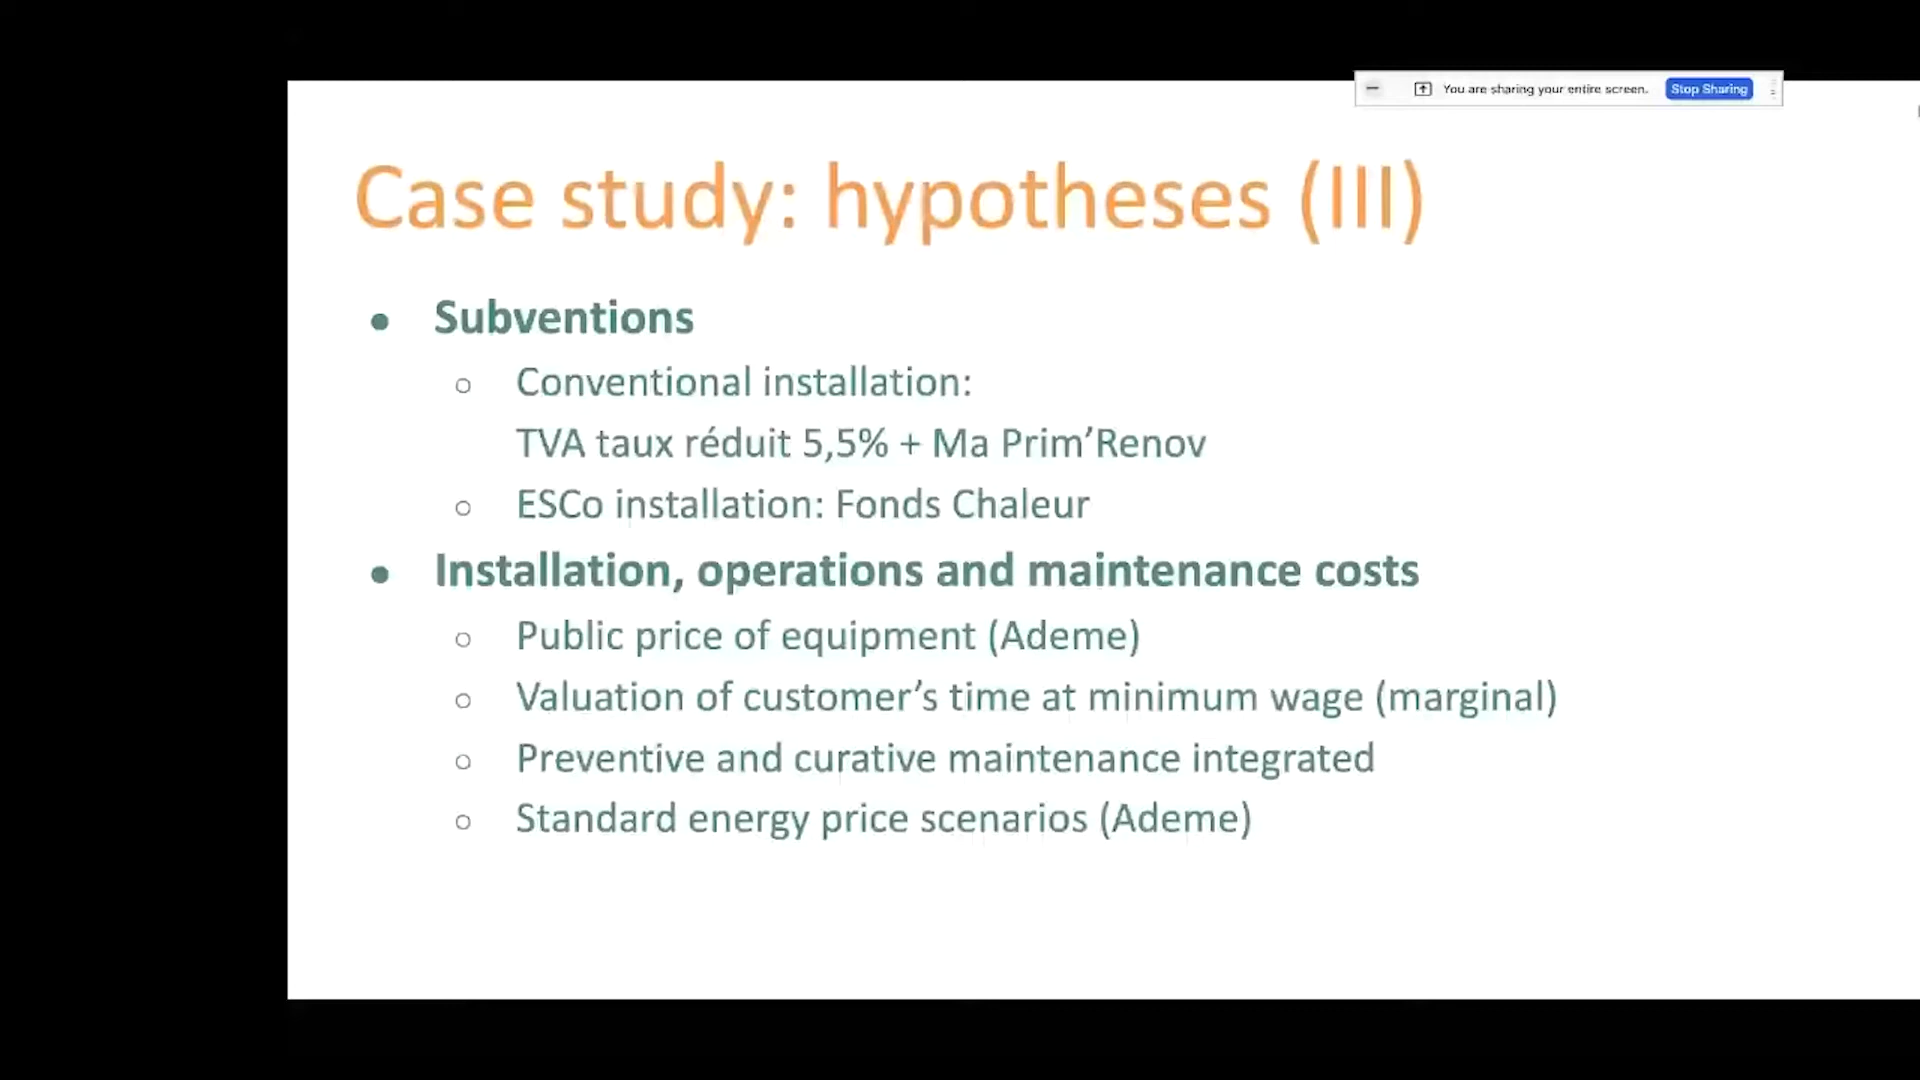 You are sharing your entire screen. Stop Sharing
Case study: hypotheses (III)
● Subventions
○ Conventional installation:
TVA taux réduit 5,5% + Ma Prim’Renov
○ ESCo installation: Fonds Chaleur
● Installation, operations and maintenance costs
○ Public price of equipment (Ademe)
○ Valuation of customer’s time at minimum wage (marginal)
○ Preventive and curative maintenance integrated
○ Standard energy price scenarios (Ademe)